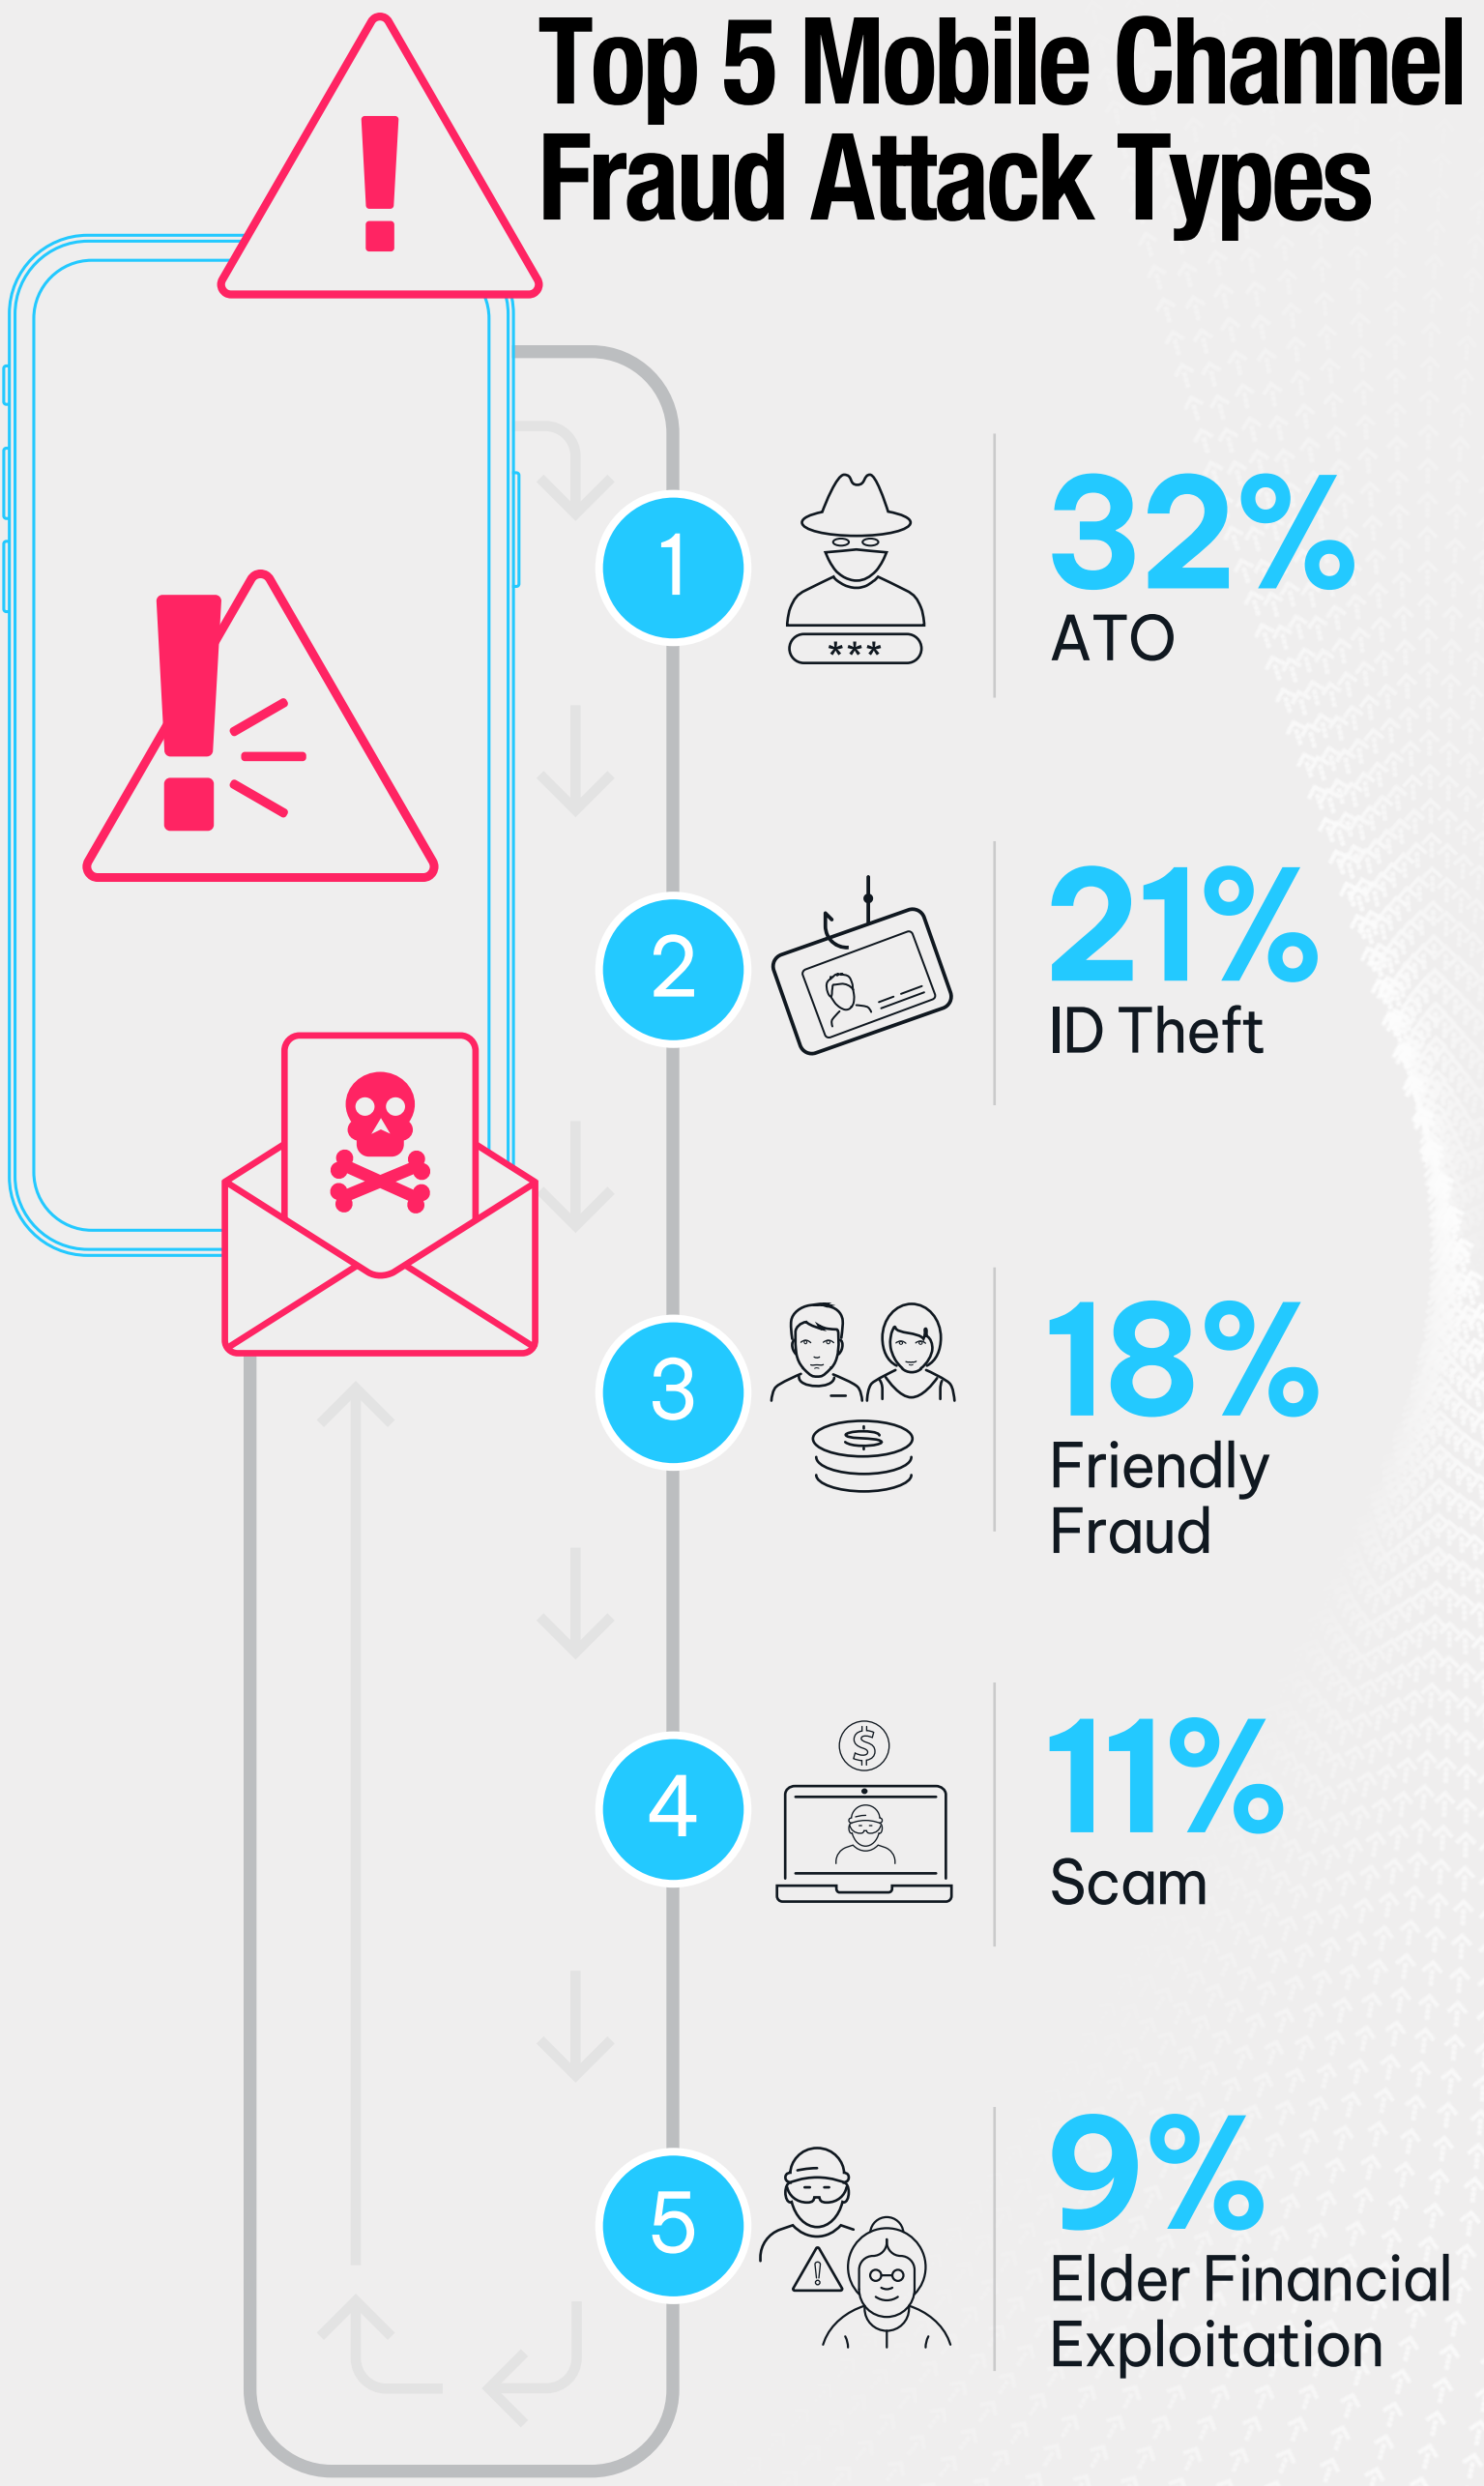 Top 5 Mobile Channel
Fraud Attack Types
1
***
32%
ATO
2
21%
ID Theft
3
18%
Friendly
Fraud
4
$
11%
Scam
5
9%
Elder Financial
Exploitation